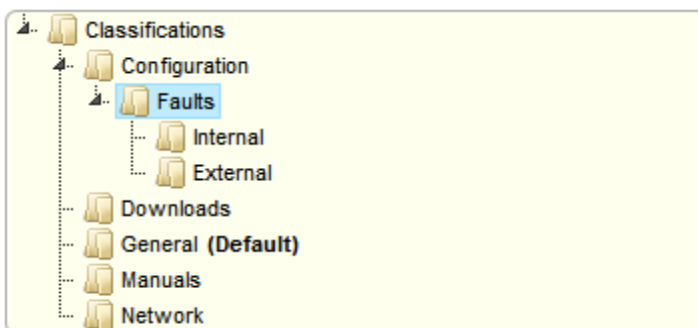 Classifications
Configuration
Faults
Internal
External
Downloads
General (Default)
Manuals
Network